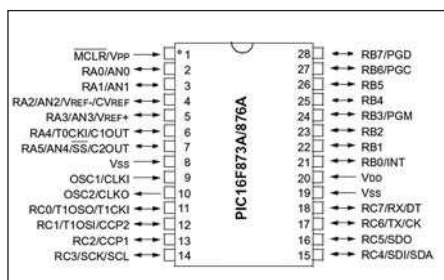 MCLR/VPP 1 28 RB7/PGD
RA0/AN0 2 27 RB6/PGC
RA1/AN1 3 26 RB5
RA2/AN2/VREF-/CVREF 4 25 RB4
RA3/AN3/VREF+ 5 24 RB3/PGM
RA4/T0CKI/C1OUT 6 23 RB2
RA5/AN4/SS/C2OUT 7 22 RB1
VSS 8 21 RB0/INT
OSC1/CLKI 9 20 VDD
OSC2/CLKO 10 19 VSS
RC0/T1OSO/T1CKI 11 18 RC7/RX/DT
RC1/T1OSI/CCP2 12 17 RC6/TX/CK
RC2/CCP1 13 16 RC5/SDO
RC3/SCK/SCL 14 15 RC4/SDI/SDA
PIC16F873A/876A